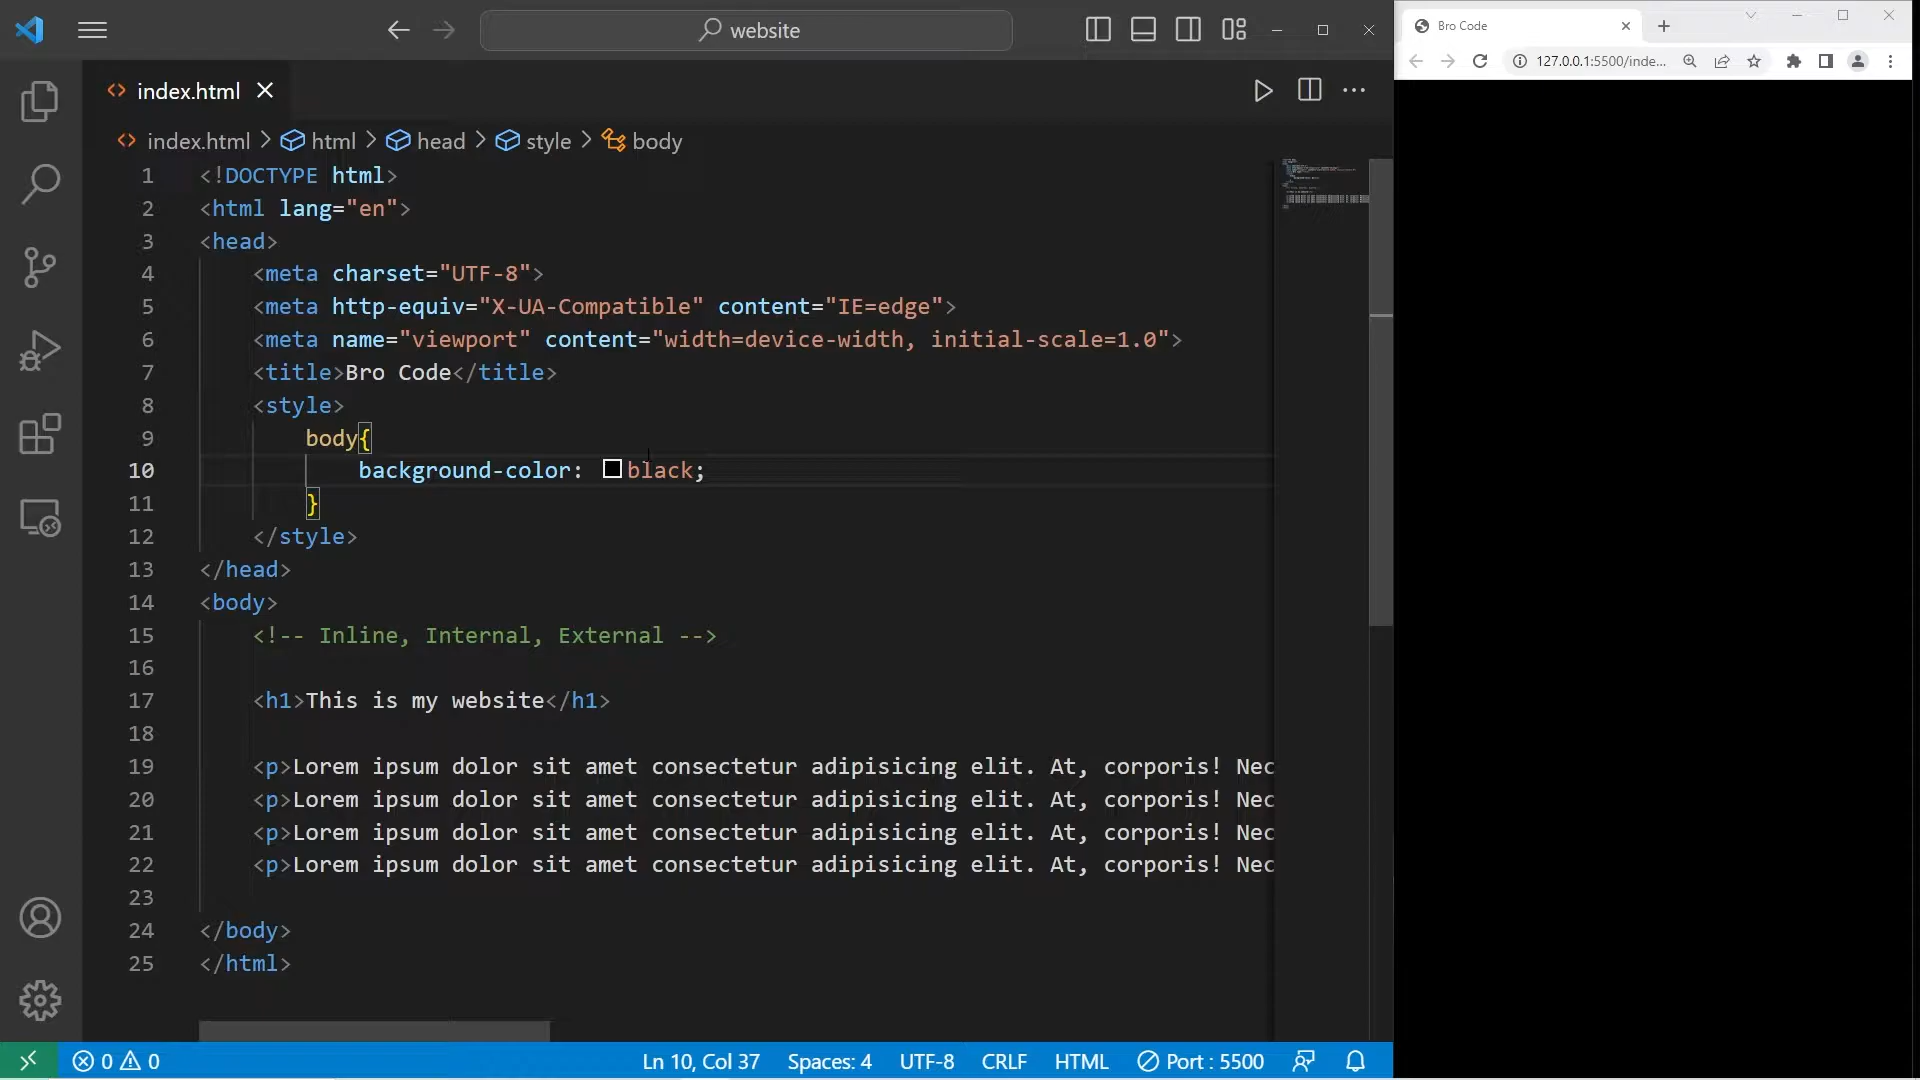 website
Bro Code
127.0.0.1:5500/inde...
index.html
index.html > html > head > style > body
1 <!DOCTYPE html>
2 <html lang="en">
3 <head>
4 <meta charset="UTF-8">
5 <meta http-equiv="X-UA-Compatible" content="IE=edge">
6 <meta name="viewport" content="width=device-width, initial-scale=1.0">
7 <title>Bro Code</title>
8 <style>
9 body{
10 background-color: black;
11 }
12 </style>
13 </head>
14 <body>
15 <!-- Inline, Internal, External -->
16
17 <h1>This is my website</h1>
18
19 <p>Lorem ipsum dolor sit amet consectetur adipisicing elit. At, corporis! Nec
20 <p>Lorem ipsum dolor sit amet consectetur adipisicing elit. At, corporis! Nec
21 <p>Lorem ipsum dolor sit amet consectetur adipisicing elit. At, corporis! Nec
22 <p>Lorem ipsum dolor sit amet consectetur adipisicing elit. At, corporis! Nec
23
24 </body>
25 </html>
0 0 Ln 10, Col 37 Spaces: 4 UTF-8 CRLF HTML Port : 5500